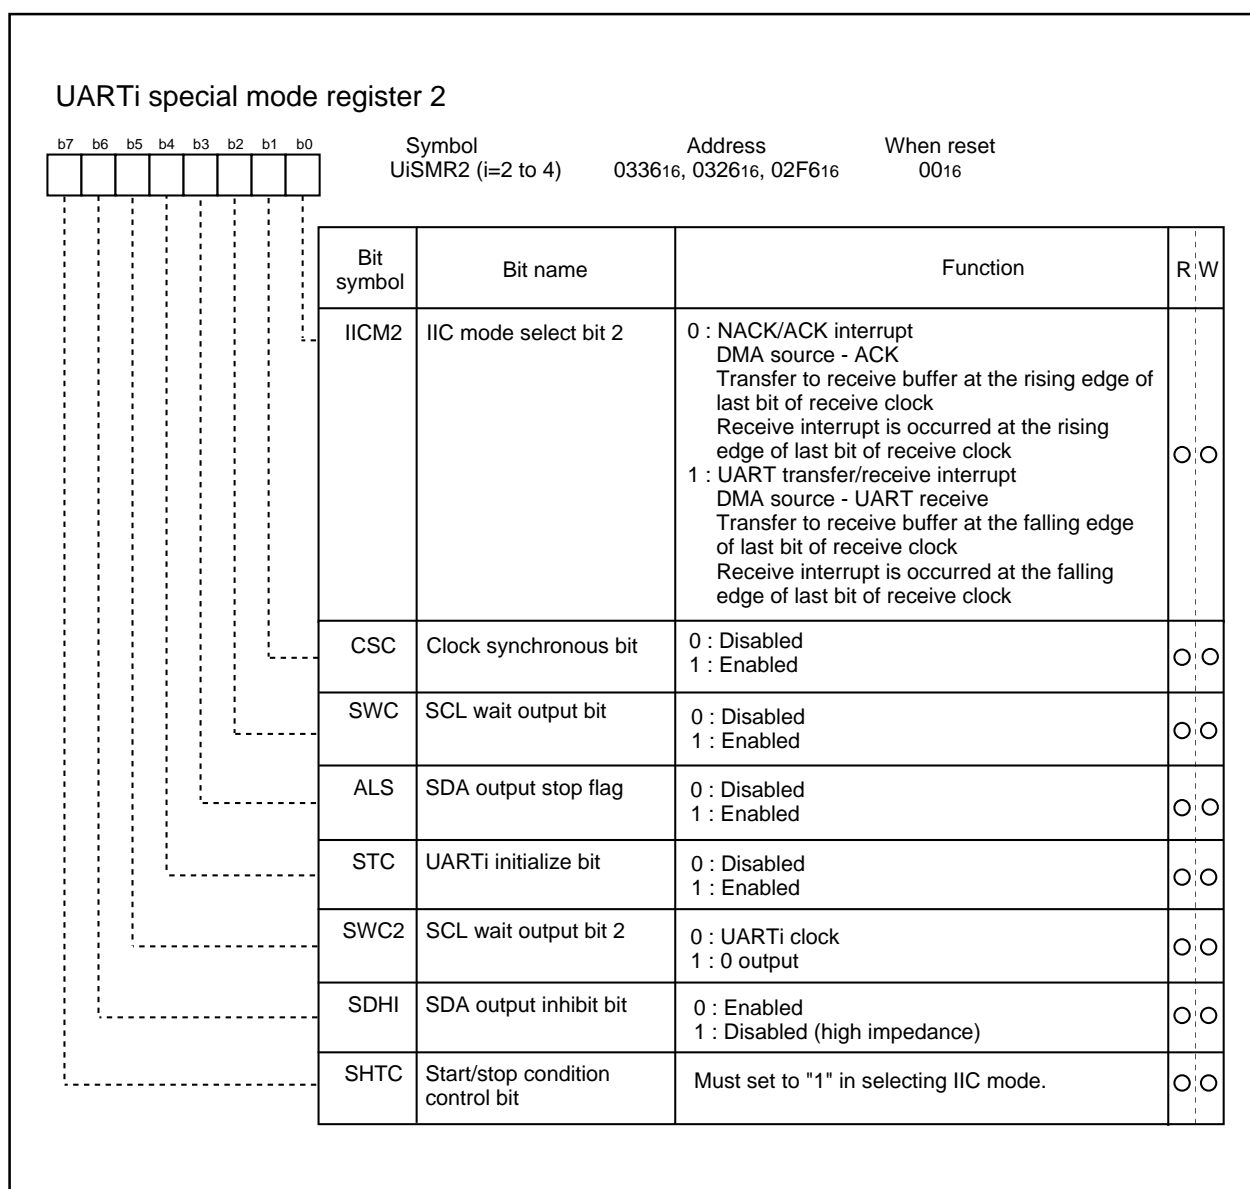 UARTi special mode register 2
b7 b6 b5 b4 b3 b2 b1 b0
Symbol Address When reset
UiSMR2 (i=2 to 4) 033616, 032616, 02F616 0016
Bit symbol Bit name Function R W
IICM2 IIC mode select bit 2 0 : NACK/ACK interrupt
DMA source - ACK
Transfer to receive buffer at the rising edge of
last bit of receive clock
Receive interrupt is occurred at the rising
edge of last bit of receive clock
1 : UART transfer/receive interrupt
DMA source - UART receive
Transfer to receive buffer at the falling edge
of last bit of receive clock
Receive interrupt is occurred at the falling
edge of last bit of receive clock
CSC Clock synchronous bit 0 : Disabled
1 : Enabled
SWC SCL wait output bit 0 : Disabled
1 : Enabled
ALS SDA output stop flag 0 : Disabled
1 : Enabled
STC UARTi initialize bit 0 : Disabled
1 : Enabled
SWC2 SCL wait output bit 2 0 : UARTi clock
1 : 0 output
SDHI SDA output inhibit bit 0 : Enabled
1 : Disabled (high impedance)
SHTC Start/stop condition
control bit Must set to "1" in selecting IIC mode.